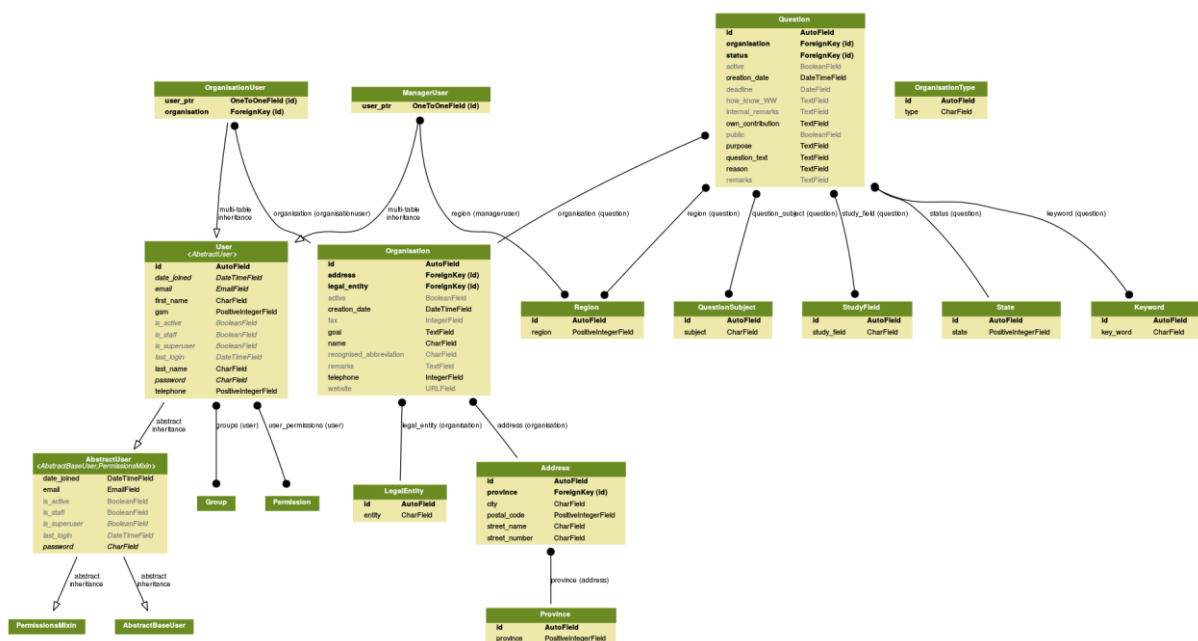 Question
id AutoField
organisation ForeignKey (id)
status ForeignKey (id)
active BooleanField
creation_date DateTimeField
deadline DateField
how_know_WW TextField
internal_remarks TextField
own_contribution TextField
public BooleanField
purpose TextField
question_text TextField
reason TextField
remarks TextField
OrganisationUser
user_ptr OneToOneField (id)
organisation ForeignKey (id)
ManagerUser
user_ptr OneToOneField (id)
OrganisationType
id AutoField
type CharField
multi-table
inheritance
organisation (organisationuser)
multi-table
inheritance
region (manageruser)
organisation (question)
region (question)
question_subject (question)
study_field (question)
status (question)
keyword (question)
User
<AbstractUser>
id AutoField
date_joined DateTimeField
email EmailField
first_name CharField
gsm PositiveIntegerField
is_active BooleanField
is_staff BooleanField
is_superuser BooleanField
last_login DateTimeField
last_name CharField
password CharField
telephone PositiveIntegerField
Organisation
id AutoField
address ForeignKey (id)
legal_entity ForeignKey (id)
active BooleanField
creation_date DateTimeField
fax IntegerField
goal TextField
name CharField
recognised_abbreviation CharField
remarks TextField
telephone IntegerField
website URLField
Region
id AutoField
region PositiveIntegerField
QuestionSubject
id AutoField
subject CharField
StudyField
id AutoField
study_field CharField
State
id AutoField
state PositiveIntegerField
Keyword
id AutoField
key_word CharField
abstract
inheritance
groups (user)
user_permissions (user)
legal_entity (organisation)
address (organisation)
AbstractUser
<AbstractBaseUser,PermissionsMixin>
date_joined DateTimeField
email EmailField
is_active BooleanField
is_staff BooleanField
is_superuser BooleanField
last_login DateTimeField
password CharField
Group
Permission
LegalEntity
id AutoField
entity CharField
Address
id AutoField
province ForeignKey (id)
city CharField
postal_code PositiveIntegerField
street_name CharField
street_number CharField
abstract
inheritance
abstract
inheritance
province (address)
PermissionsMixin
AbstractBaseUser
Province
id AutoField
province PositiveIntegerField